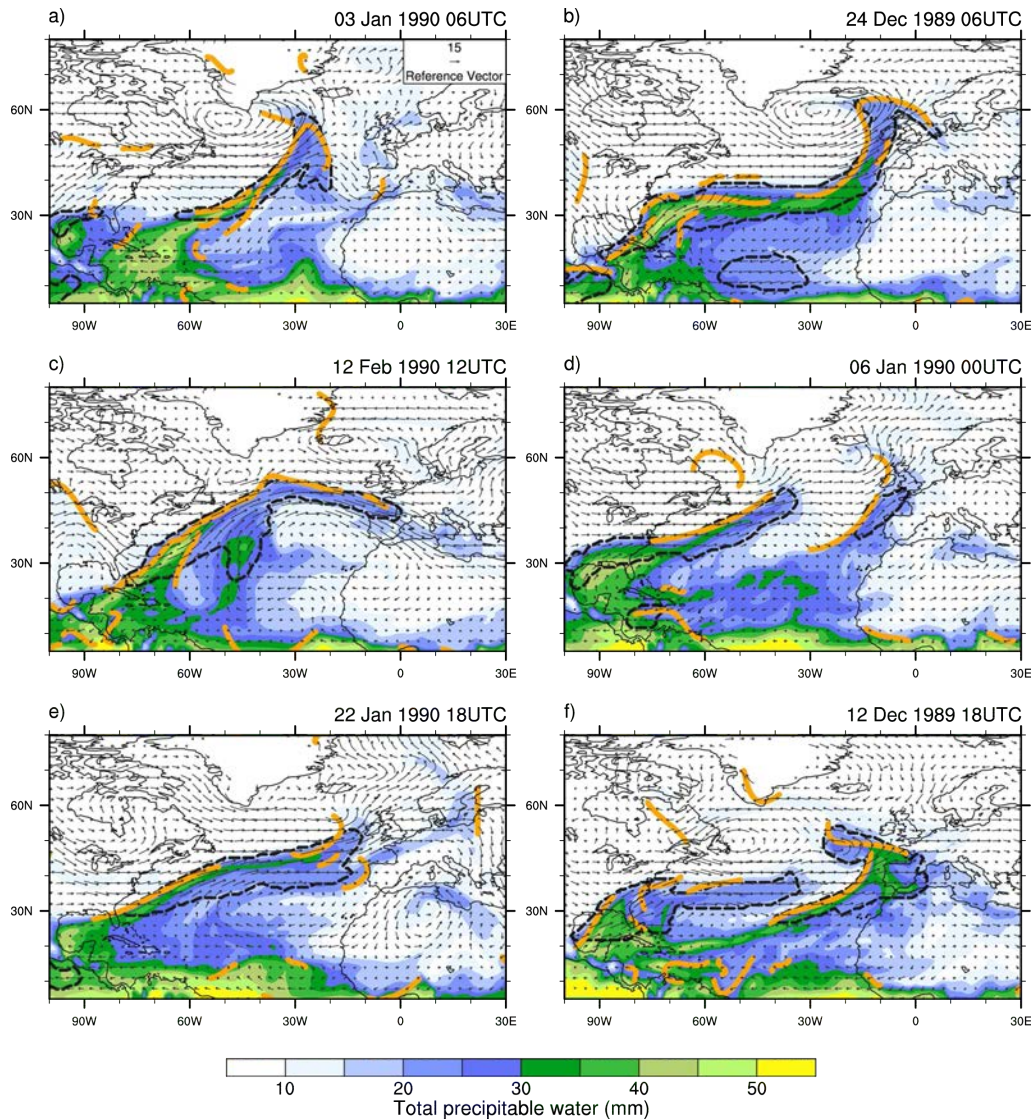 a) 03 Jan 1990 06UTC
15
Reference Vector
60N
30N
90W 60W 30W 0 30E
b) 24 Dec 1989 06UTC
60N
30N
90W 60W 30W 0 30E
c) 12 Feb 1990 12UTC
60N
30N
90W 60W 30W 0 30E
d) 06 Jan 1990 00UTC
60N
30N
90W 60W 30W 0 30E
e) 22 Jan 1990 18UTC
60N
30N
90W 60W 30W 0 30E
f) 12 Dec 1989 18UTC
60N
30N
90W 60W 30W 0 30E
10 20 30 40 50
Total precipitable water (mm)